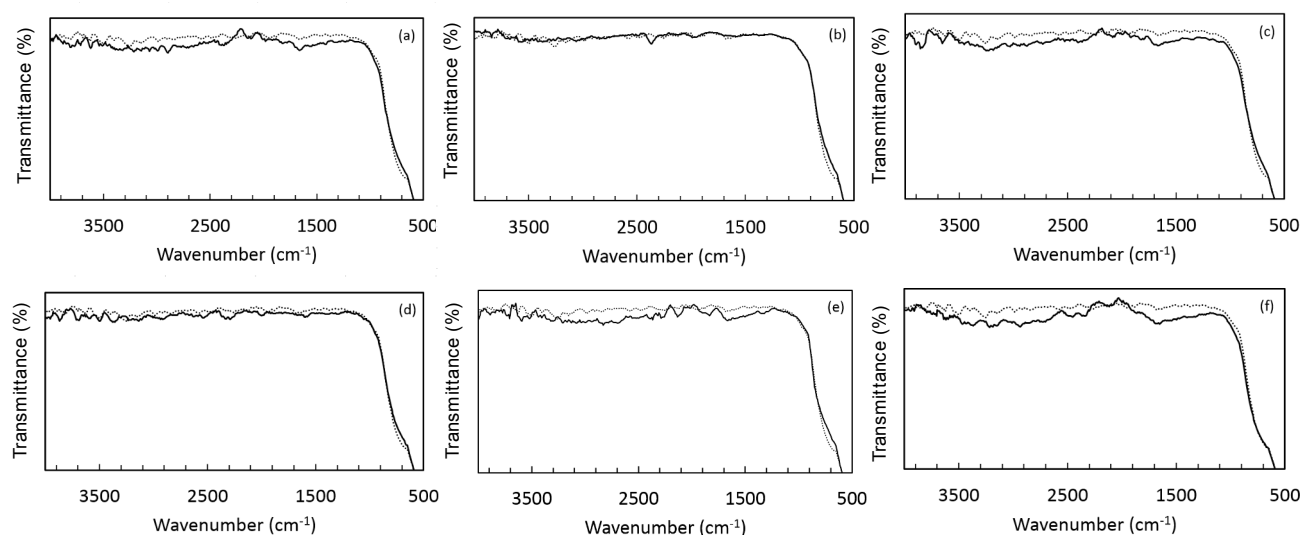 Transmittance (%)
(a)
3500 2500 1500 500
Wavenumber (cm-1)
Transmittance (%)
(b)
3500 2500 1500 500
Wavenumber (cm-1)
Transmittance (%)
(c)
3500 2500 1500 500
Wavenumber (cm-1)
Transmittance (%)
(d)
3500 2500 1500 500
Wavenumber (cm-1)
Transmittance (%)
(e)
3500 2500 1500 500
Wavenumber (cm-1)
Transmittance (%)
(f)
3500 2500 1500 500
Wavenumber (cm-1)